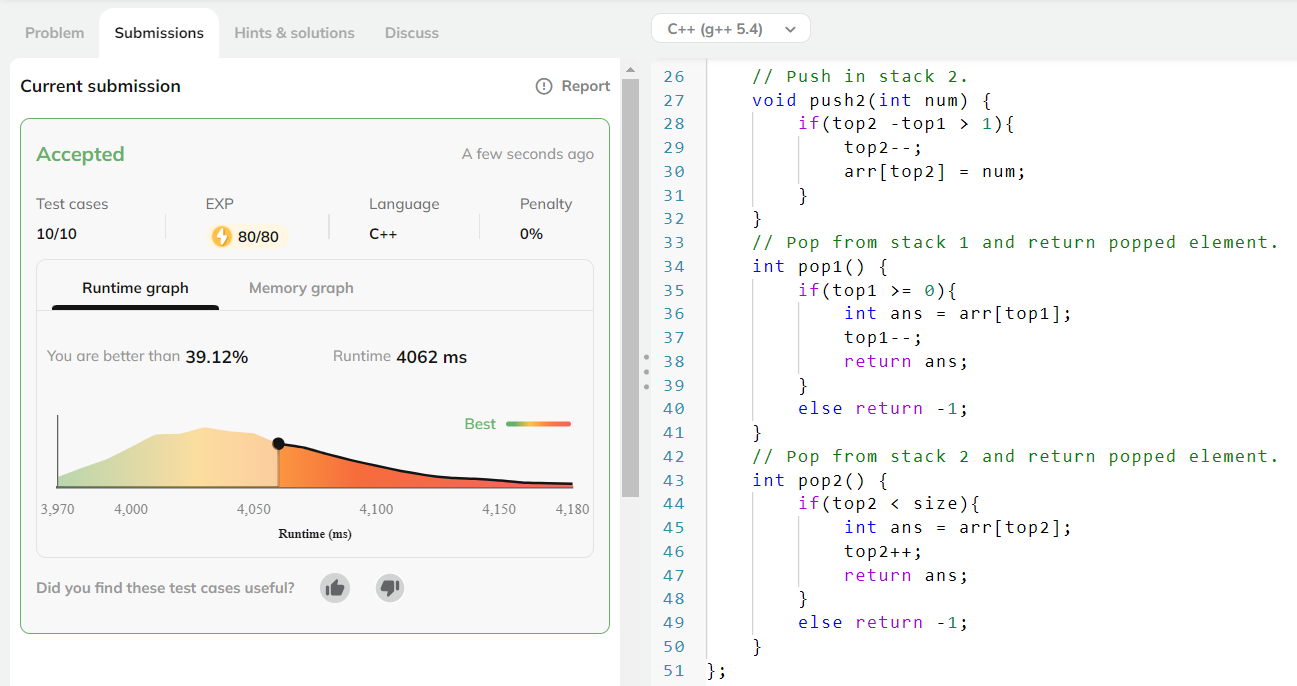 Problem Submissions Hints & solutions Discuss
Current submission Report
Accepted A few seconds ago
Test cases EXP Language Penalty
10/10 80/80 C++ 0%
Runtime graph Memory graph
You are better than 39.12% Runtime 4062 ms
Best
3,970 4,000 4,050 4,100 4,150 4,180
Runtime (ms)
Did you find these test cases useful?
C++ (g++ 5.4)
26 // Push in stack 2.
27 void push2(int num) {
28 if(top2 -top1 > 1){
29 top2--;
30 arr[top2] = num;
31 }
32 }
33 // Pop from stack 1 and return popped element.
34 int pop1() {
35 if(top1 >= 0){
36 int ans = arr[top1];
37 top1--;
38 return ans;
39 }
40 else return -1;
41 }
42 // Pop from stack 2 and return popped element.
43 int pop2() {
44 if(top2 < size){
45 int ans = arr[top2];
46 top2++;
47 return ans;
48 }
49 else return -1;
50 }
51 };